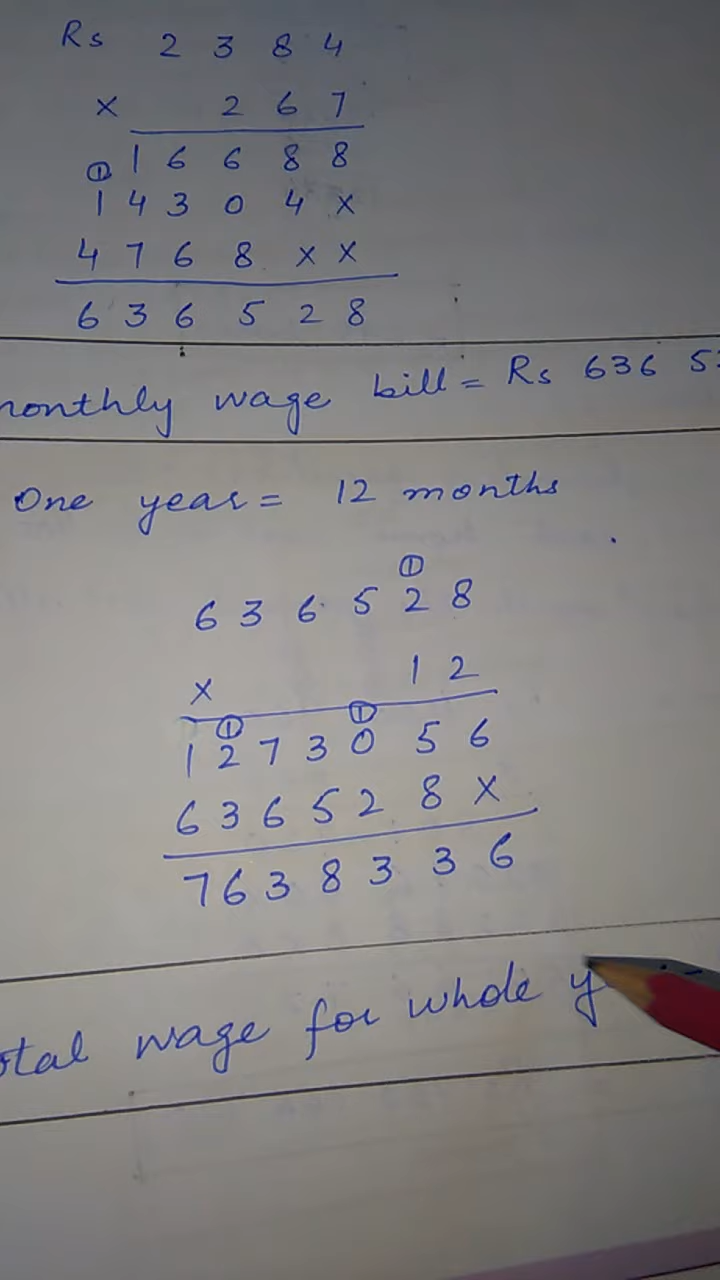 Rs 2 3 8 4
× 2 6 7
① 1 6 6 8 8
1 4 3 0 4 ×
4 7 6 8 × ×
6 3 6 5 2 8
monthly wage bill = Rs 636 5
One year = 12 months
①
6 3 6 5 2 8
× 1 2
① ①
1 2 7 3 0 5 6
6 3 6 5 2 8 ×
7 6 3 8 3 3 6
otal wage for whole y